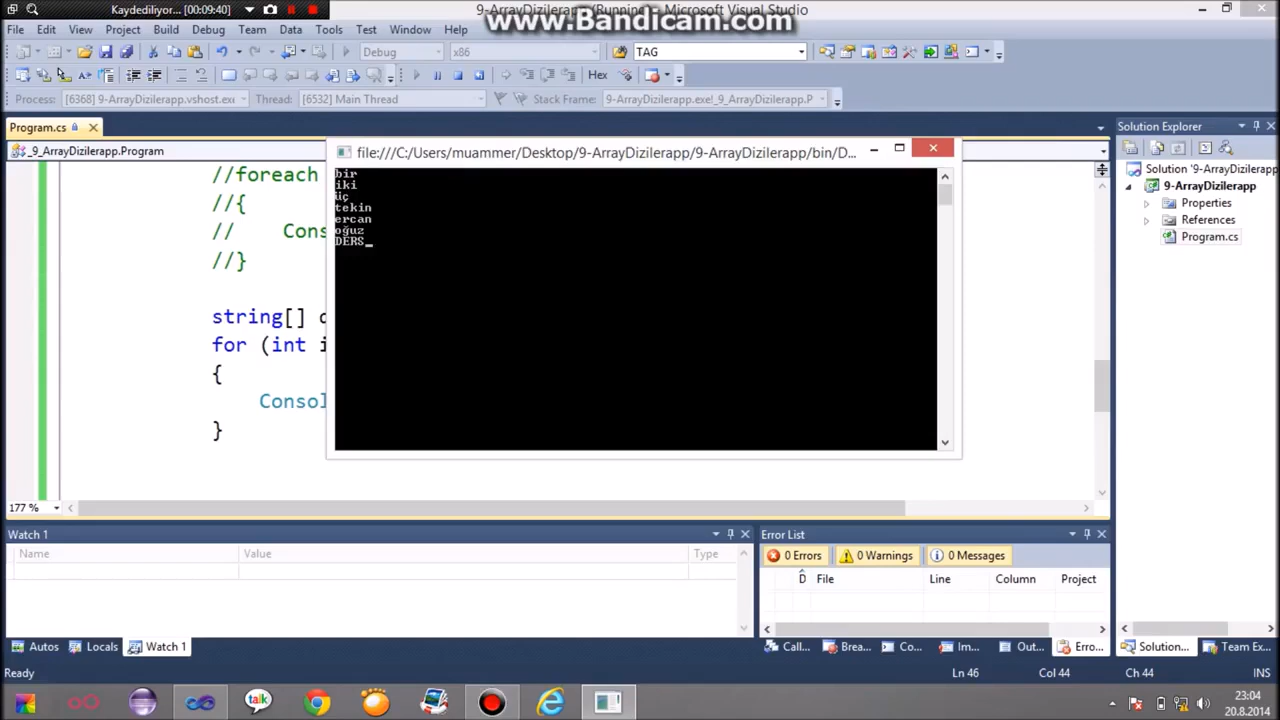 Kaydediliyor... [00:09:40]
9-ArrayDizilerapp (Running) - Microsoft Visual Studio
www.Bandicam.com
File Edit View Project Build Debug Team Data Tools Test Window Help
Debug x86 TAG
Hex
Process: [6368] 9-ArrayDizilerapp.vshost.exe Thread: [6532] Main Thread Stack Frame: 9-ArrayDizilerapp.exe!_9_ArrayDizilerapp.P
Program.cs
_9_ArrayDizilerapp.Program
//foreach
//{
// Cons
//}
string[]
for (int i
{
Consol
}
177 %
file:///C:/Users/muammer/Desktop/9-ArrayDizilerapp/9-ArrayDizilerapp/bin/D...
bir
iki
üç
tekin
ercan
oğuz
DERS_
Solution Explorer
Solution '9-ArrayDizilerapp
9-ArrayDizilerapp
Properties
References
Program.cs
Watch 1
Name Value Type
Error List
0 Errors 0 Warnings 0 Messages
D File Line Column Project
Autos Locals Watch 1
Call... Brea... Co... Im... Out... Erro...
Solution... Team Ex...
Ready Ln 46 Col 44 Ch 44 INS
talk
23:04
20.8.2014